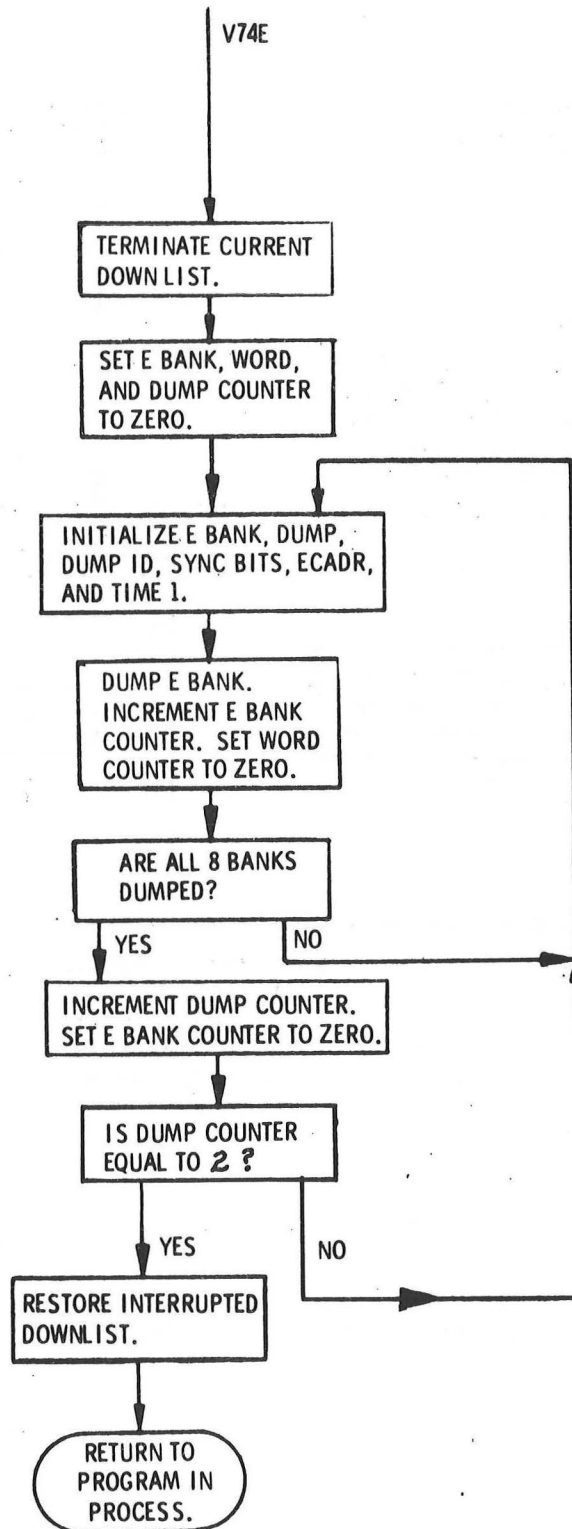 V74E
TERMINATE CURRENT
DOWN LIST.
SET E BANK, WORD,
AND DUMP COUNTER
TO ZERO.
INITIALIZE E BANK, DUMP,
DUMP ID, SYNC BITS, ECADR,
AND TIME 1.
DUMP E BANK.
INCREMENT E BANK
COUNTER. SET WORD
COUNTER TO ZERO.
ARE ALL 8 BANKS
DUMPED?
YES
NO
INCREMENT DUMP COUNTER.
SET E BANK COUNTER TO ZERO.
IS DUMP COUNTER
EQUAL TO 2 ?
YES
NO
RESTORE INTERRUPTED
DOWNLIST.
RETURN TO
PROGRAM IN
PROCESS.